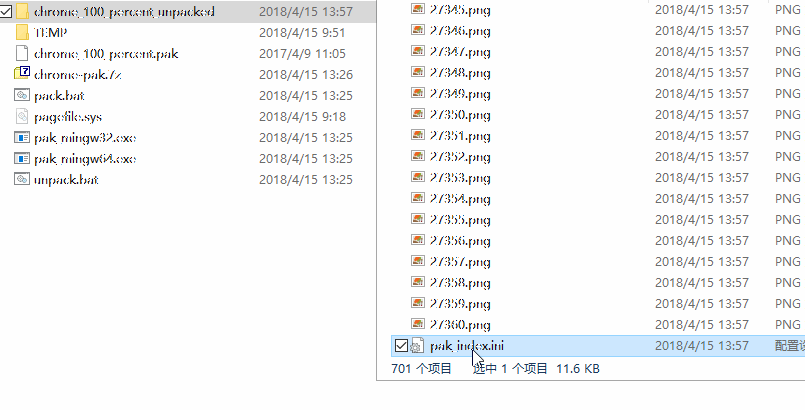 chrome_100_percent_unpacked 2018/4/15 13:57
TEMP 2018/4/15 9:51
chrome_100_percent.pak 2017/4/9 11:05
chrome-pak.7z 2018/4/15 13:26
pack.bat 2018/4/15 13:25
pagefile.sys 2018/4/15 9:18
pak_mingw32.exe 2018/4/15 13:25
pak_mingw64.exe 2018/4/15 13:25
unpack.bat 2018/4/15 13:25
27345.png 2018/4/15 13:57 PNG
27346.png 2018/4/15 13:57 PNG
27347.png 2018/4/15 13:57 PNG
27348.png 2018/4/15 13:57 PNG
27349.png 2018/4/15 13:57 PNG
27350.png 2018/4/15 13:57 PNG
27351.png 2018/4/15 13:57 PNG
27352.png 2018/4/15 13:57 PNG
27353.png 2018/4/15 13:57 PNG
27354.png 2018/4/15 13:57 PNG
27355.png 2018/4/15 13:57 PNG
27356.png 2018/4/15 13:57 PNG
27357.png 2018/4/15 13:57 PNG
27358.png 2018/4/15 13:57 PNG
27359.png 2018/4/15 13:57 PNG
27360.png 2018/4/15 13:57 PNG
pak_index.ini 2018/4/15 13:57 配置设
701 个项目 选中 1 个项目 11.6 KB